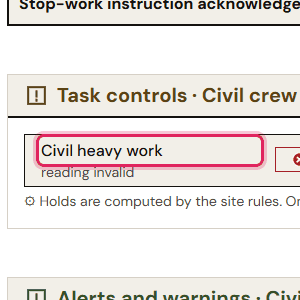 Stop-work instruction acknowledge
Task controls · Civil crew
Civil heavy work
reading invalid
Holds are computed by the site rules. Or
Alerts and warnings · Civi